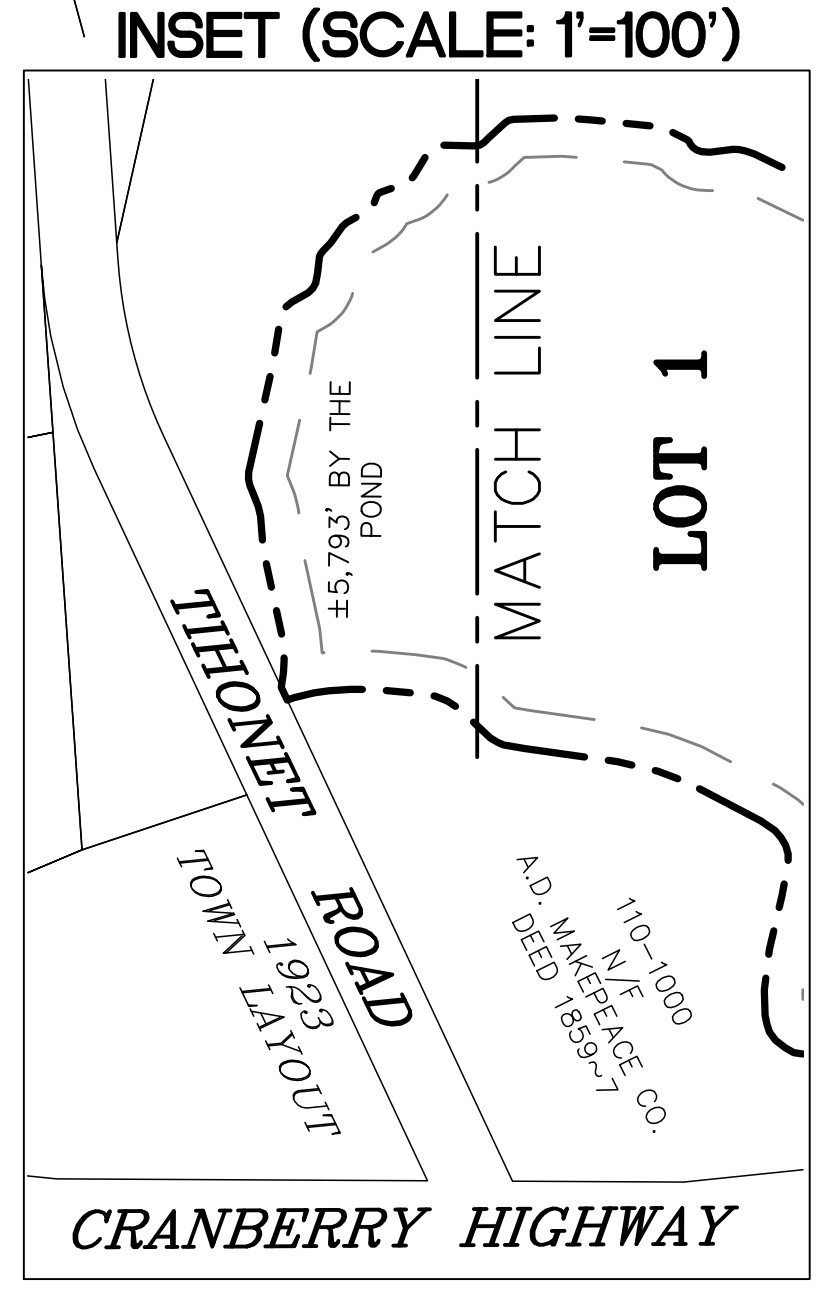 INSET (SCALE: 1'=100')
±5,793' BY THE
POND
MATCH LINE
LOT 1
TIHONET ROAD
1923
TOWN LAYOUT
110-1000
N/F
A.D. MAKEPEACE CO.
DEED 1859~7
CRANBERRY HIGHWAY